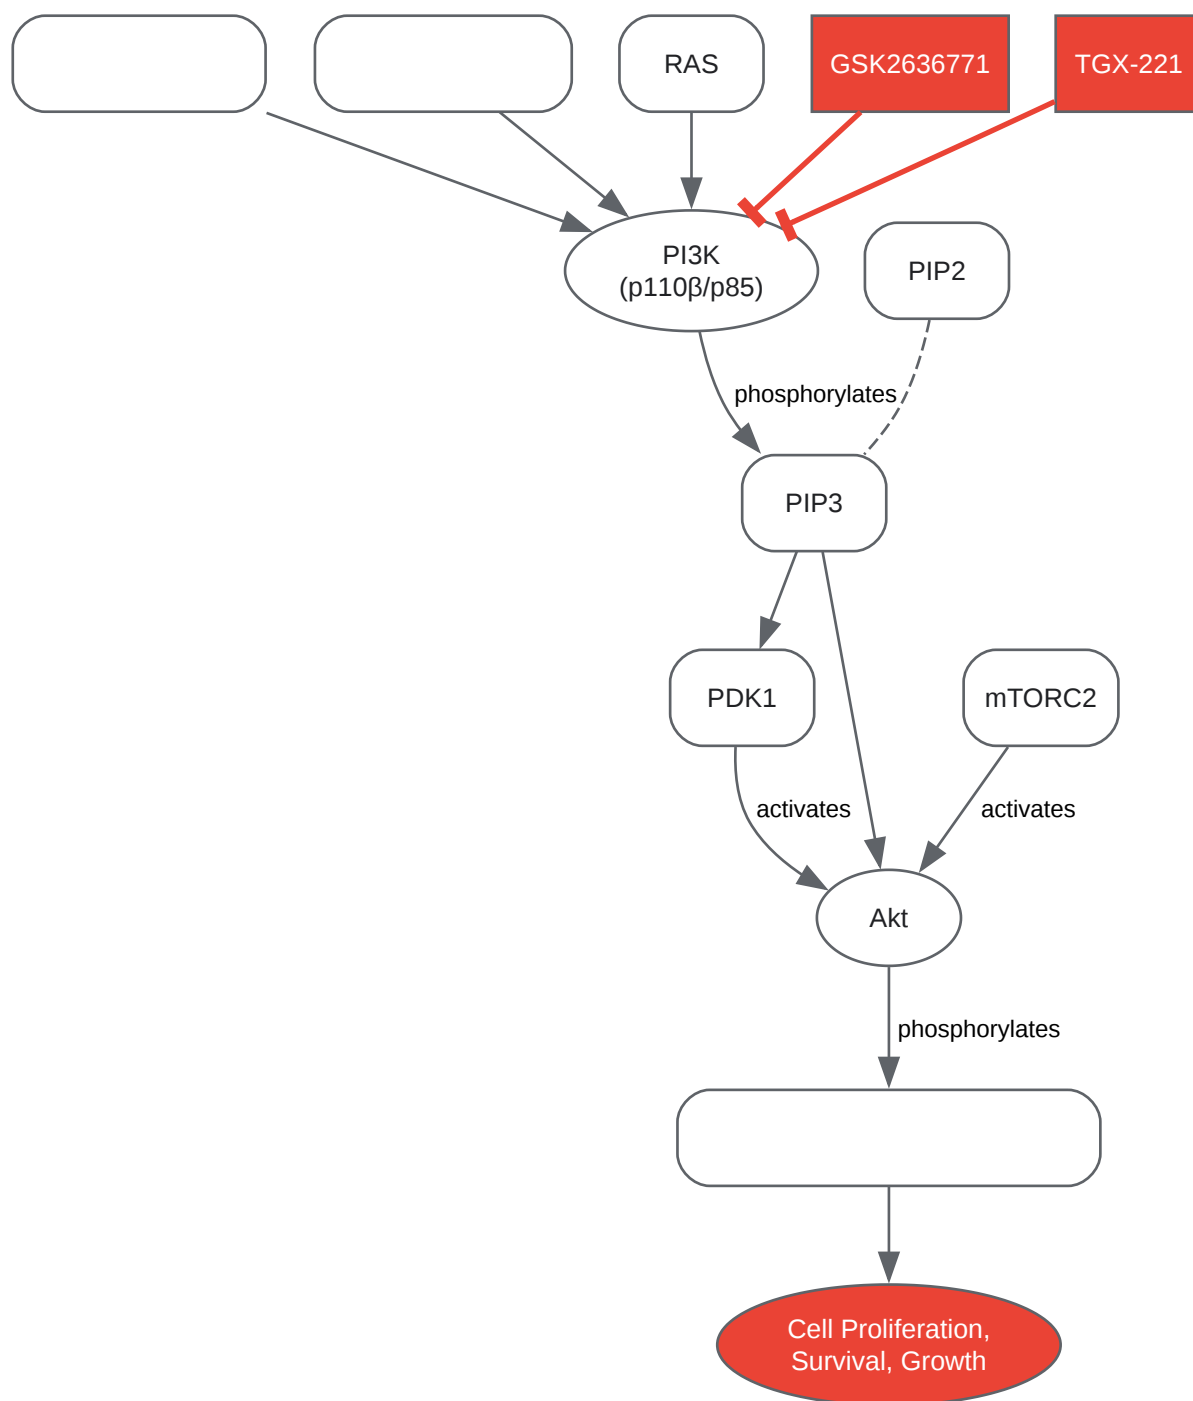 RAS
GSK2636771
TGX-221
PI3K
(p110β/p85)
PIP2
phosphorylates
PIP3
PDK1
mTORC2
activates
activates
Akt
phosphorylates
Cell Proliferation,
Survival, Growth